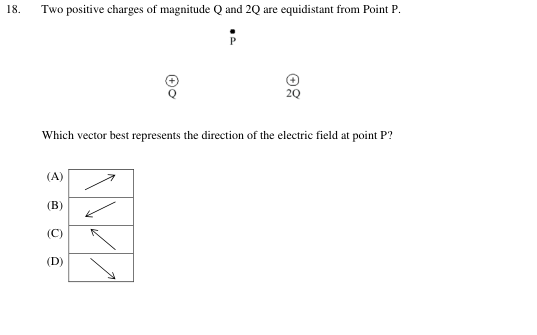 18. Two positive charges of magnitude Q and 2Q are equidistant from Point P.
P
+ +
Q 2Q
Which vector best represents the direction of the electric field at point P?
(A)
(B)
(C)
(D)